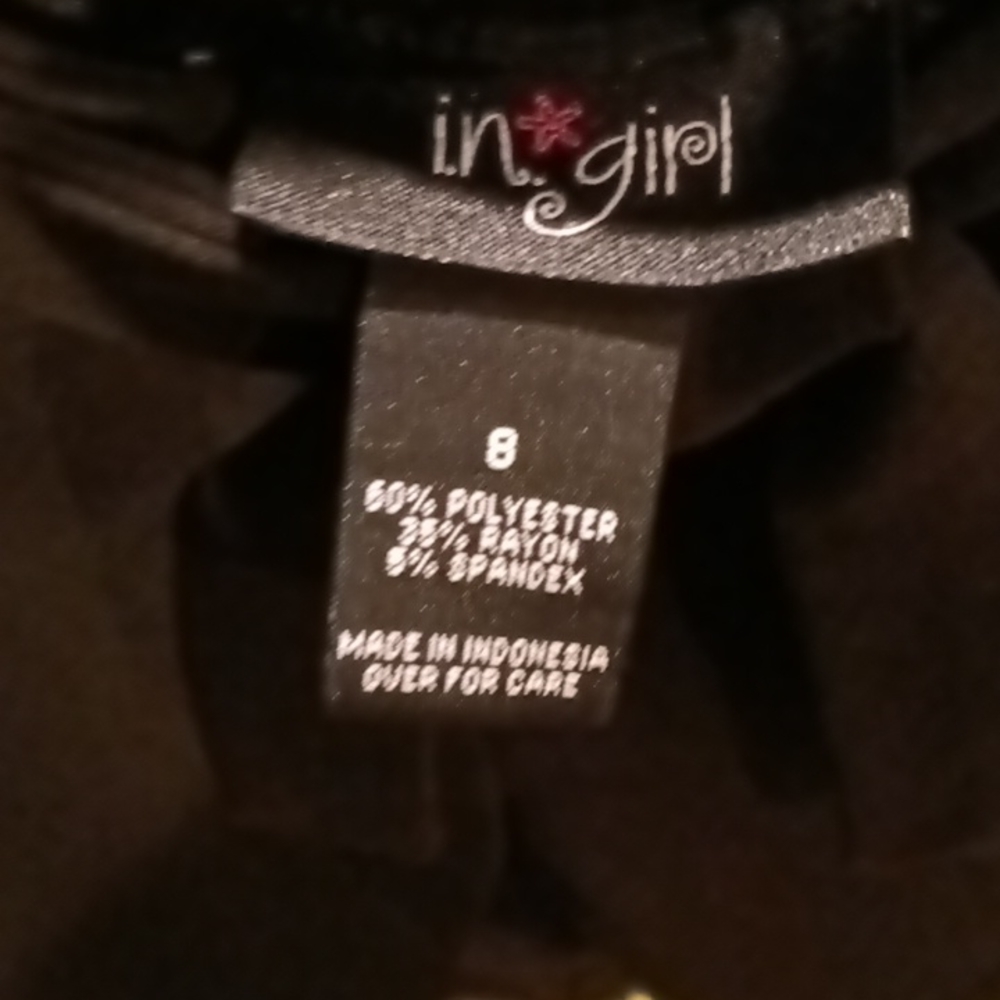 i.n.*girl
8
60% POLYESTER
35% RAYON
5% SPANDEX
MADE IN INDONESIA
OVER FOR CARE